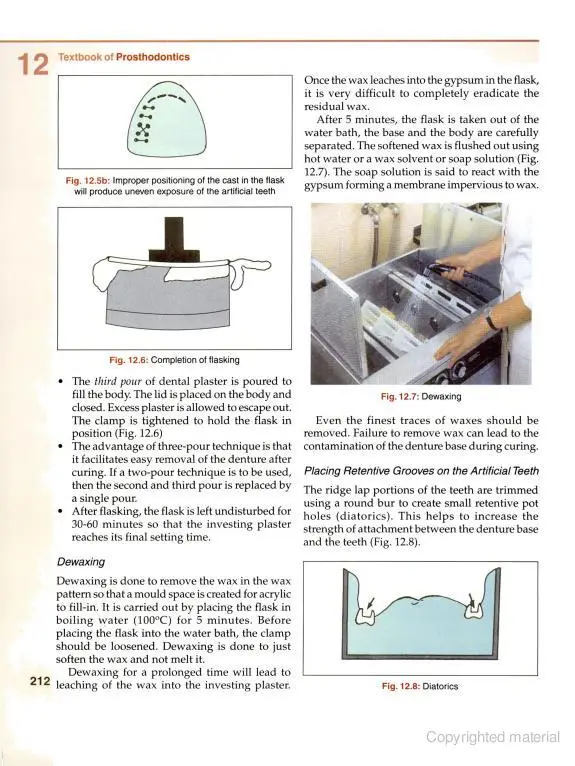 12
Textbook of Prosthodontics
Fig. 12.5b: Improper positioning of the cast in the flask
will produce uneven exposure of the artificial teeth
Fig. 12.6: Completion of flasking
• The third pour of dental plaster is poured to
fill the body. The lid is placed on the body and
closed. Excess plaster is allowed to escape out.
The clamp is tightened to hold the flask in
position (Fig. 12.6)
• The advantage of three-pour technique is that
it facilitates easy removal of the denture after
curing. If a two-pour technique is to be used,
then the second and third pour is replaced by
a single pour.
• After flasking, the flask is left undisturbed for
30-60 minutes so that the investing plaster
reaches its final setting time.
Dewaxing
Dewaxing is done to remove the wax in the wax
pattern so that a mould space is created for acrylic
to fill-in. It is carried out by placing the flask in
boiling water (100ºC) for 5 minutes. Before
placing the flask into the water bath, the clamp
should be loosened. Dewaxing is done to just
soften the wax and not melt it.
Dewaxing for a prolonged time will lead to
leaching of the wax into the investing plaster.
212
Once the wax leaches into the gypsum in the flask,
it is very difficult to completely eradicate the
residual wax.
After 5 minutes, the flask is taken out of the
water bath, the base and the body are carefully
separated. The softened wax is flushed out using
hot water or a wax solvent or soap solution (Fig.
12.7). The soap solution is said to react with the
gypsum forming a membrane impervious to wax.
Fig. 12.7: Dewaxing
Even the finest traces of waxes should be
removed. Failure to remove wax can lead to the
contamination of the denture base during curing.
Placing Retentive Grooves on the Artificial Teeth
The ridge lap portions of the teeth are trimmed
using a round bur to create small retentive pot
holes (diatorics). This helps to increase the
strength of attachment between the denture base
and the teeth (Fig. 12.8).
Fig. 12.8: Diatorics
Copyrighted material